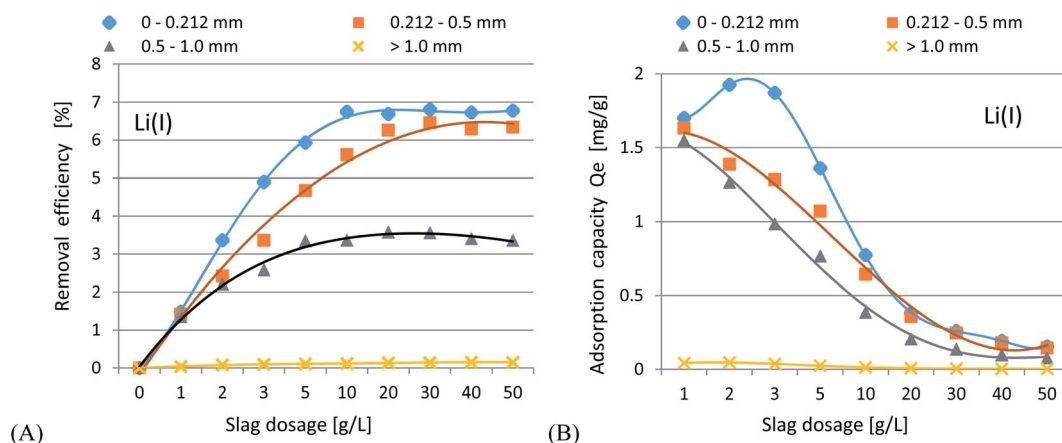 0 - 0.212 mm
0.212 - 0.5 mm
0.5 - 1.0 mm
> 1.0 mm
8
7
6
5
4
3
2
1
0
Removal efficiency [%]
Li(I)
0 1 2 3 5 10 20 30 40 50
Slag dosage [g/L]
(A)
0 - 0.212 mm
0.212 - 0.5 mm
0.5 - 1.0 mm
> 1.0 mm
2
1.5
1
0.5
0
Adsorption capacity Qe [mg/g]
Li(I)
1 2 3 5 10 20 30 40 50
Slag dosage [g/L]
(B)